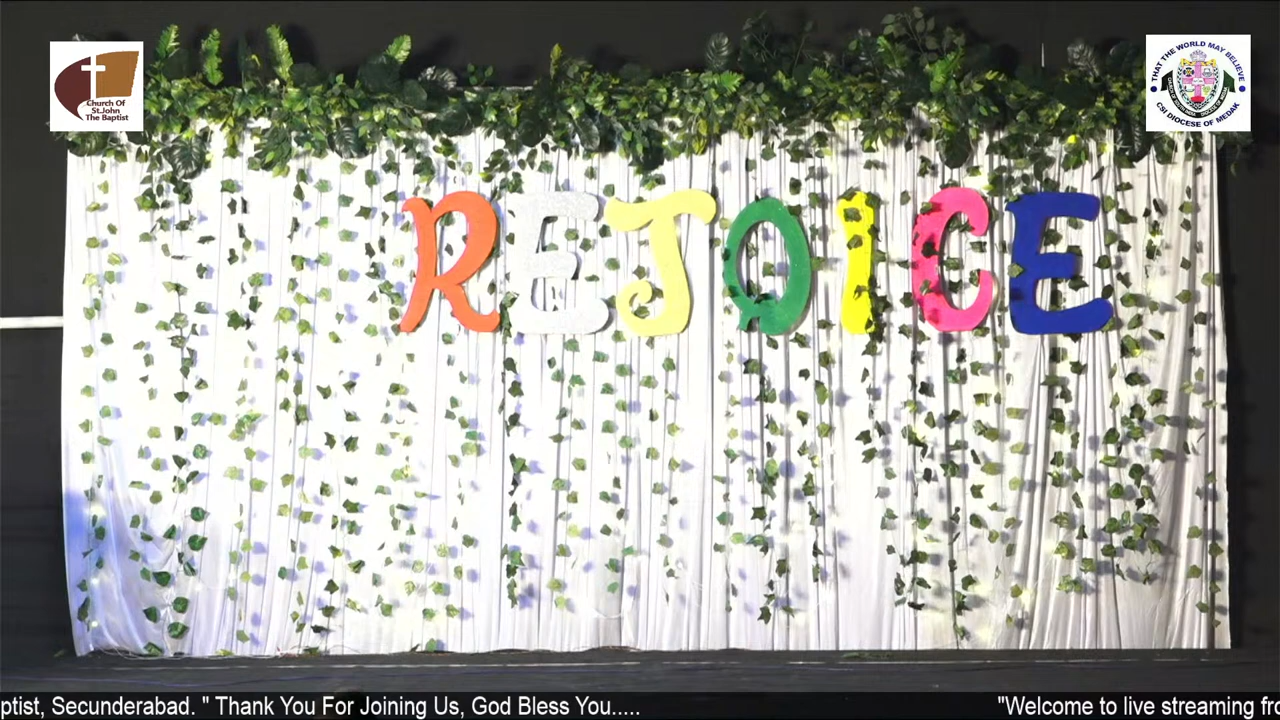 Church Of
St.John
The Baptist
THAT THE WORLD MAY BELIEVE
CSI DIOCESE OF MEDAK
REJOICE
ptist, Secunderabad. " Thank You For Joining Us, God Bless You..... "Welcome to live streaming fro